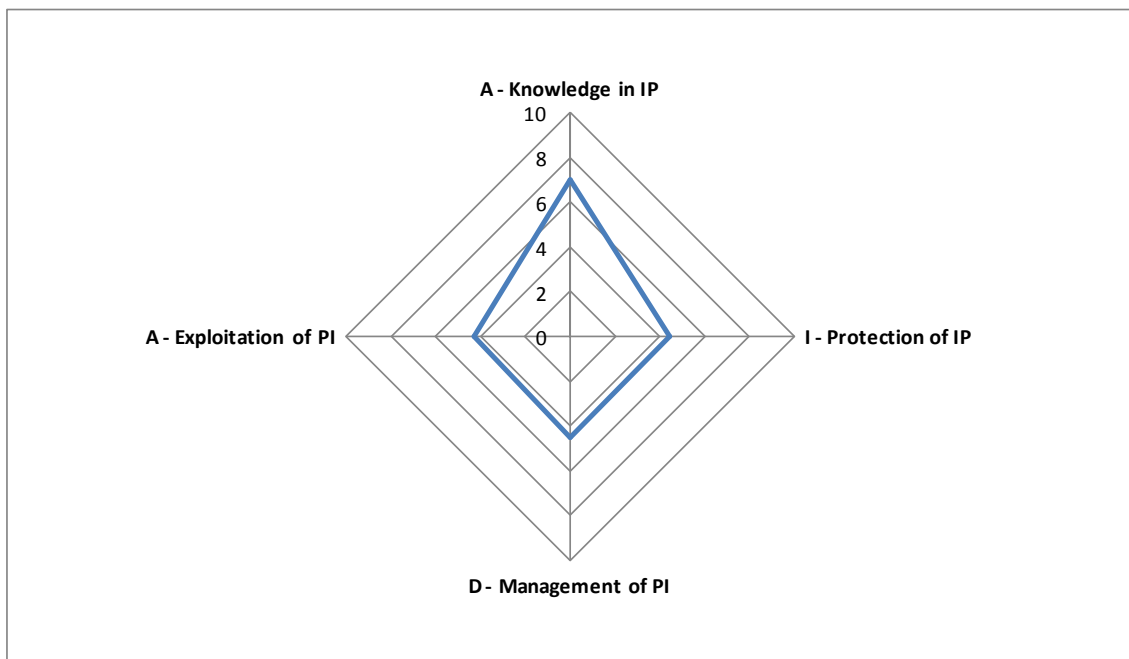 A - Knowledge in IP
10
8
6
4
2
0
A - Exploitation of PI
I - Protection of IP
D - Management of PI